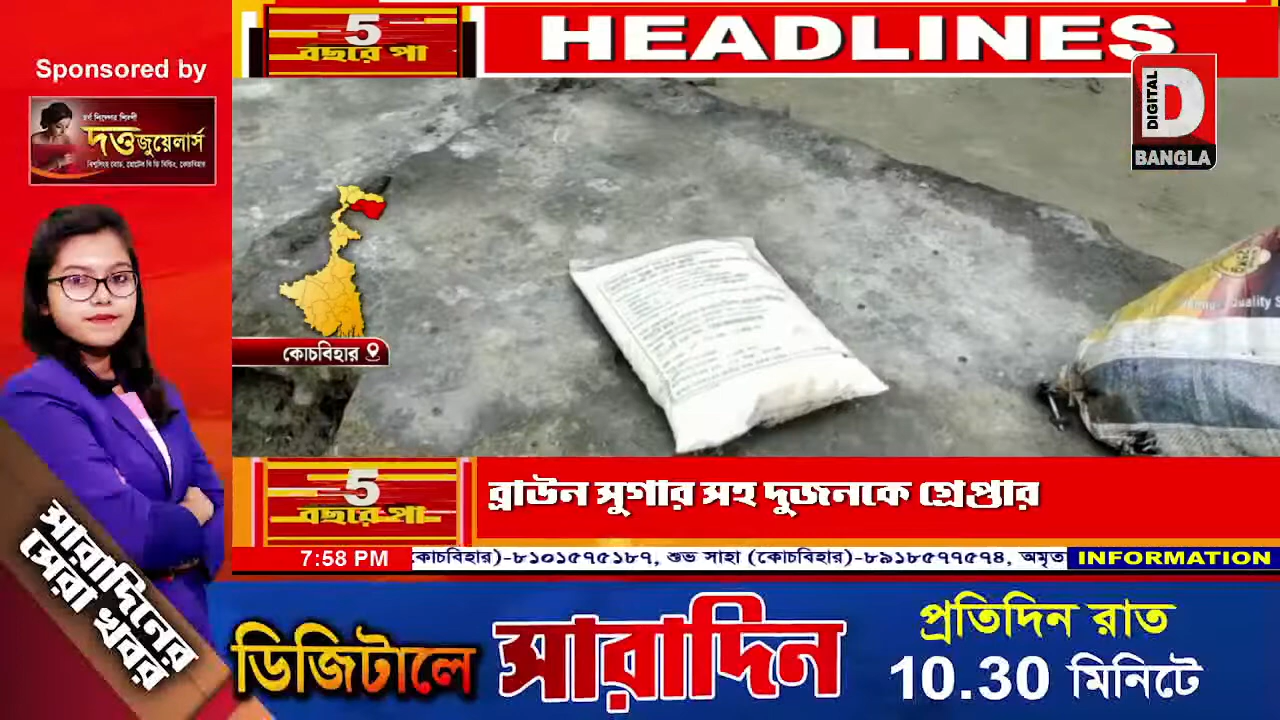 5
বছরে পা
HEADLINES
Sponsored by
দত্ত জুয়েলার্স
DIGITAL
D
BANGLA
কোচবিহার
5
বছরে পা
ব্রাউন সুগার সহ দুজনকে গ্রেপ্তার
7:58 PM
কোচবিহার)-৮১০১৫৭৫১৮৭, শুভ সাহা (কোচবিহার)-৮৯১৮৫৭৭৫৭৪, অমৃত
INFORMATION
সারাদিনের
সেরা খবর
ডিজিটালে
সারাদিন
প্রতিদিন রাত
10.30 মিনিটে